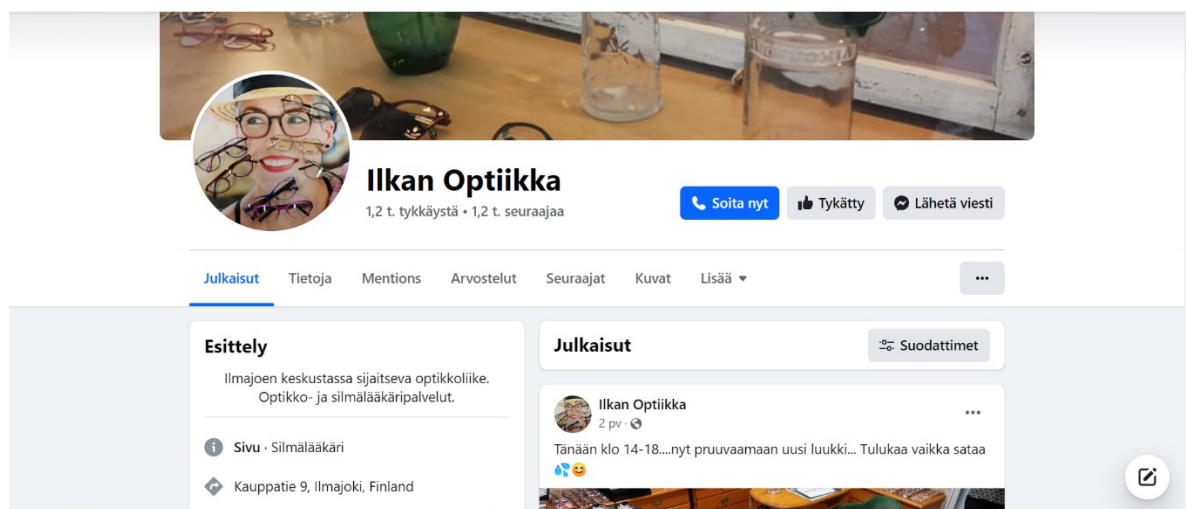 Ilkan Optiikka
1,2 t. tykkäystä • 1,2 t. seuraajaa
Soita nyt
Tykätty
Lähetä viesti
Julkaisut
Tietoja
Mentions
Arvostelut
Seuraajat
Kuvat
Lisää
Esittely
Ilmajoen keskustassa sijaitseva optikkoliike.
Optikko- ja silmälääkäripalvelut.
Sivu · Silmälääkäri
Kauppatie 9, Ilmajoki, Finland
Julkaisut
Suodattimet
Ilkan Optiikka
2 pv ·
Tänään klo 14-18....nyt pruuvaamaan uusi luukki... Tulukaa vaikka sataa
💦😊